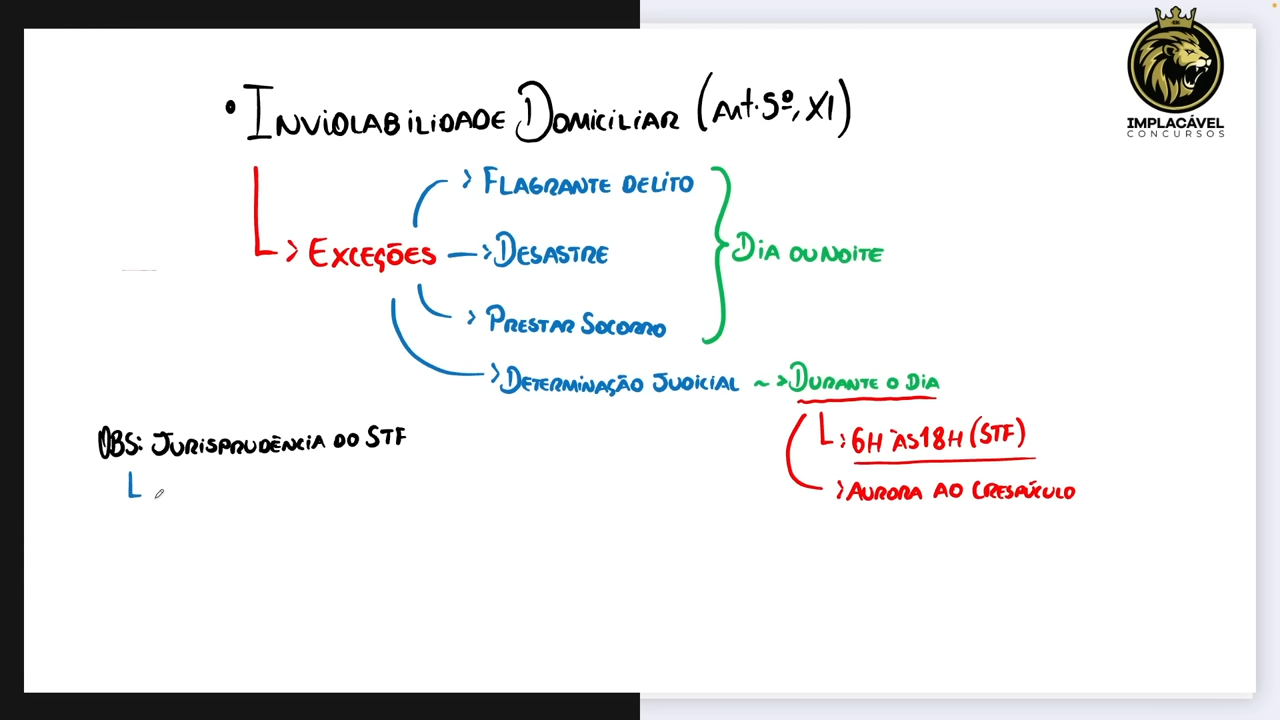 IMPLACÁVEL
CONCURSOS
• INVIOLABILIDADE DOMICILIAR (Art. 5º, XI)
> FLAGRANTE DELITO
> EXCEÇÕES
> DESASTRE
DIA OU NOITE
> PRESTAR SOCORRO
> DETERMINAÇÃO JUDICIAL ~> DURANTE O DIA
OBS: JURISPRUDÊNCIA DO STF
> 6H ÀS 18H (STF)
> AURORA AO CRESPÚCULO